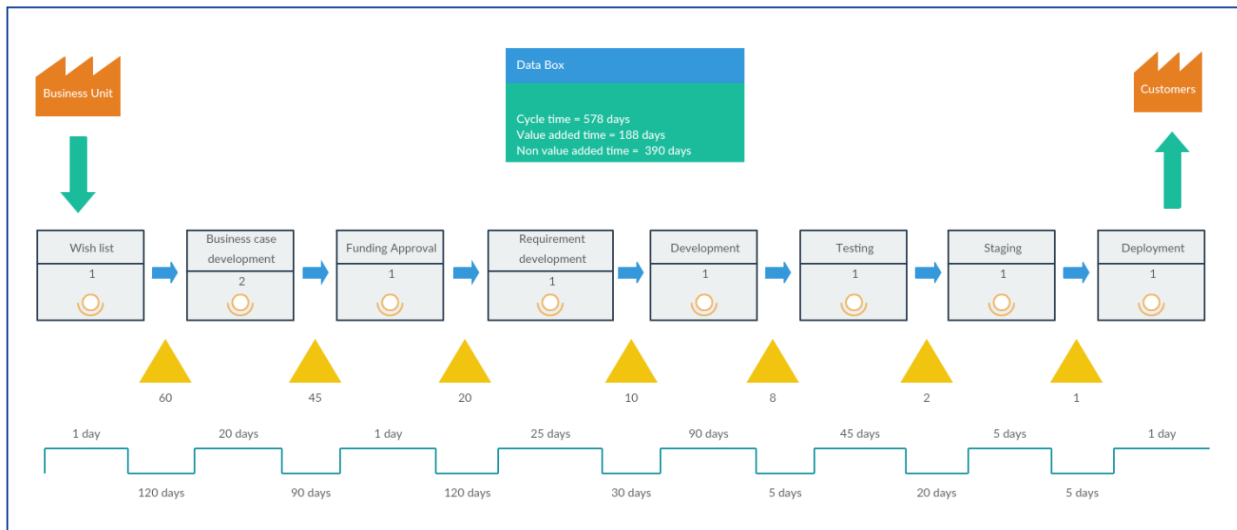 Business Unit
Data Box
Cycle time = 578 days
Value added time = 188 days
Non value added time =  390 days
Customers
Wish list
1
Business case
development
2
Funding Approval
1
Requirement
development
1
Development
1
Testing
1
Staging
1
Deployment
1
60
45
20
10
8
2
1
1 day
20 days
1 day
25 days
90 days
45 days
5 days
1 day
120 days
90 days
120 days
30 days
5 days
20 days
5 days